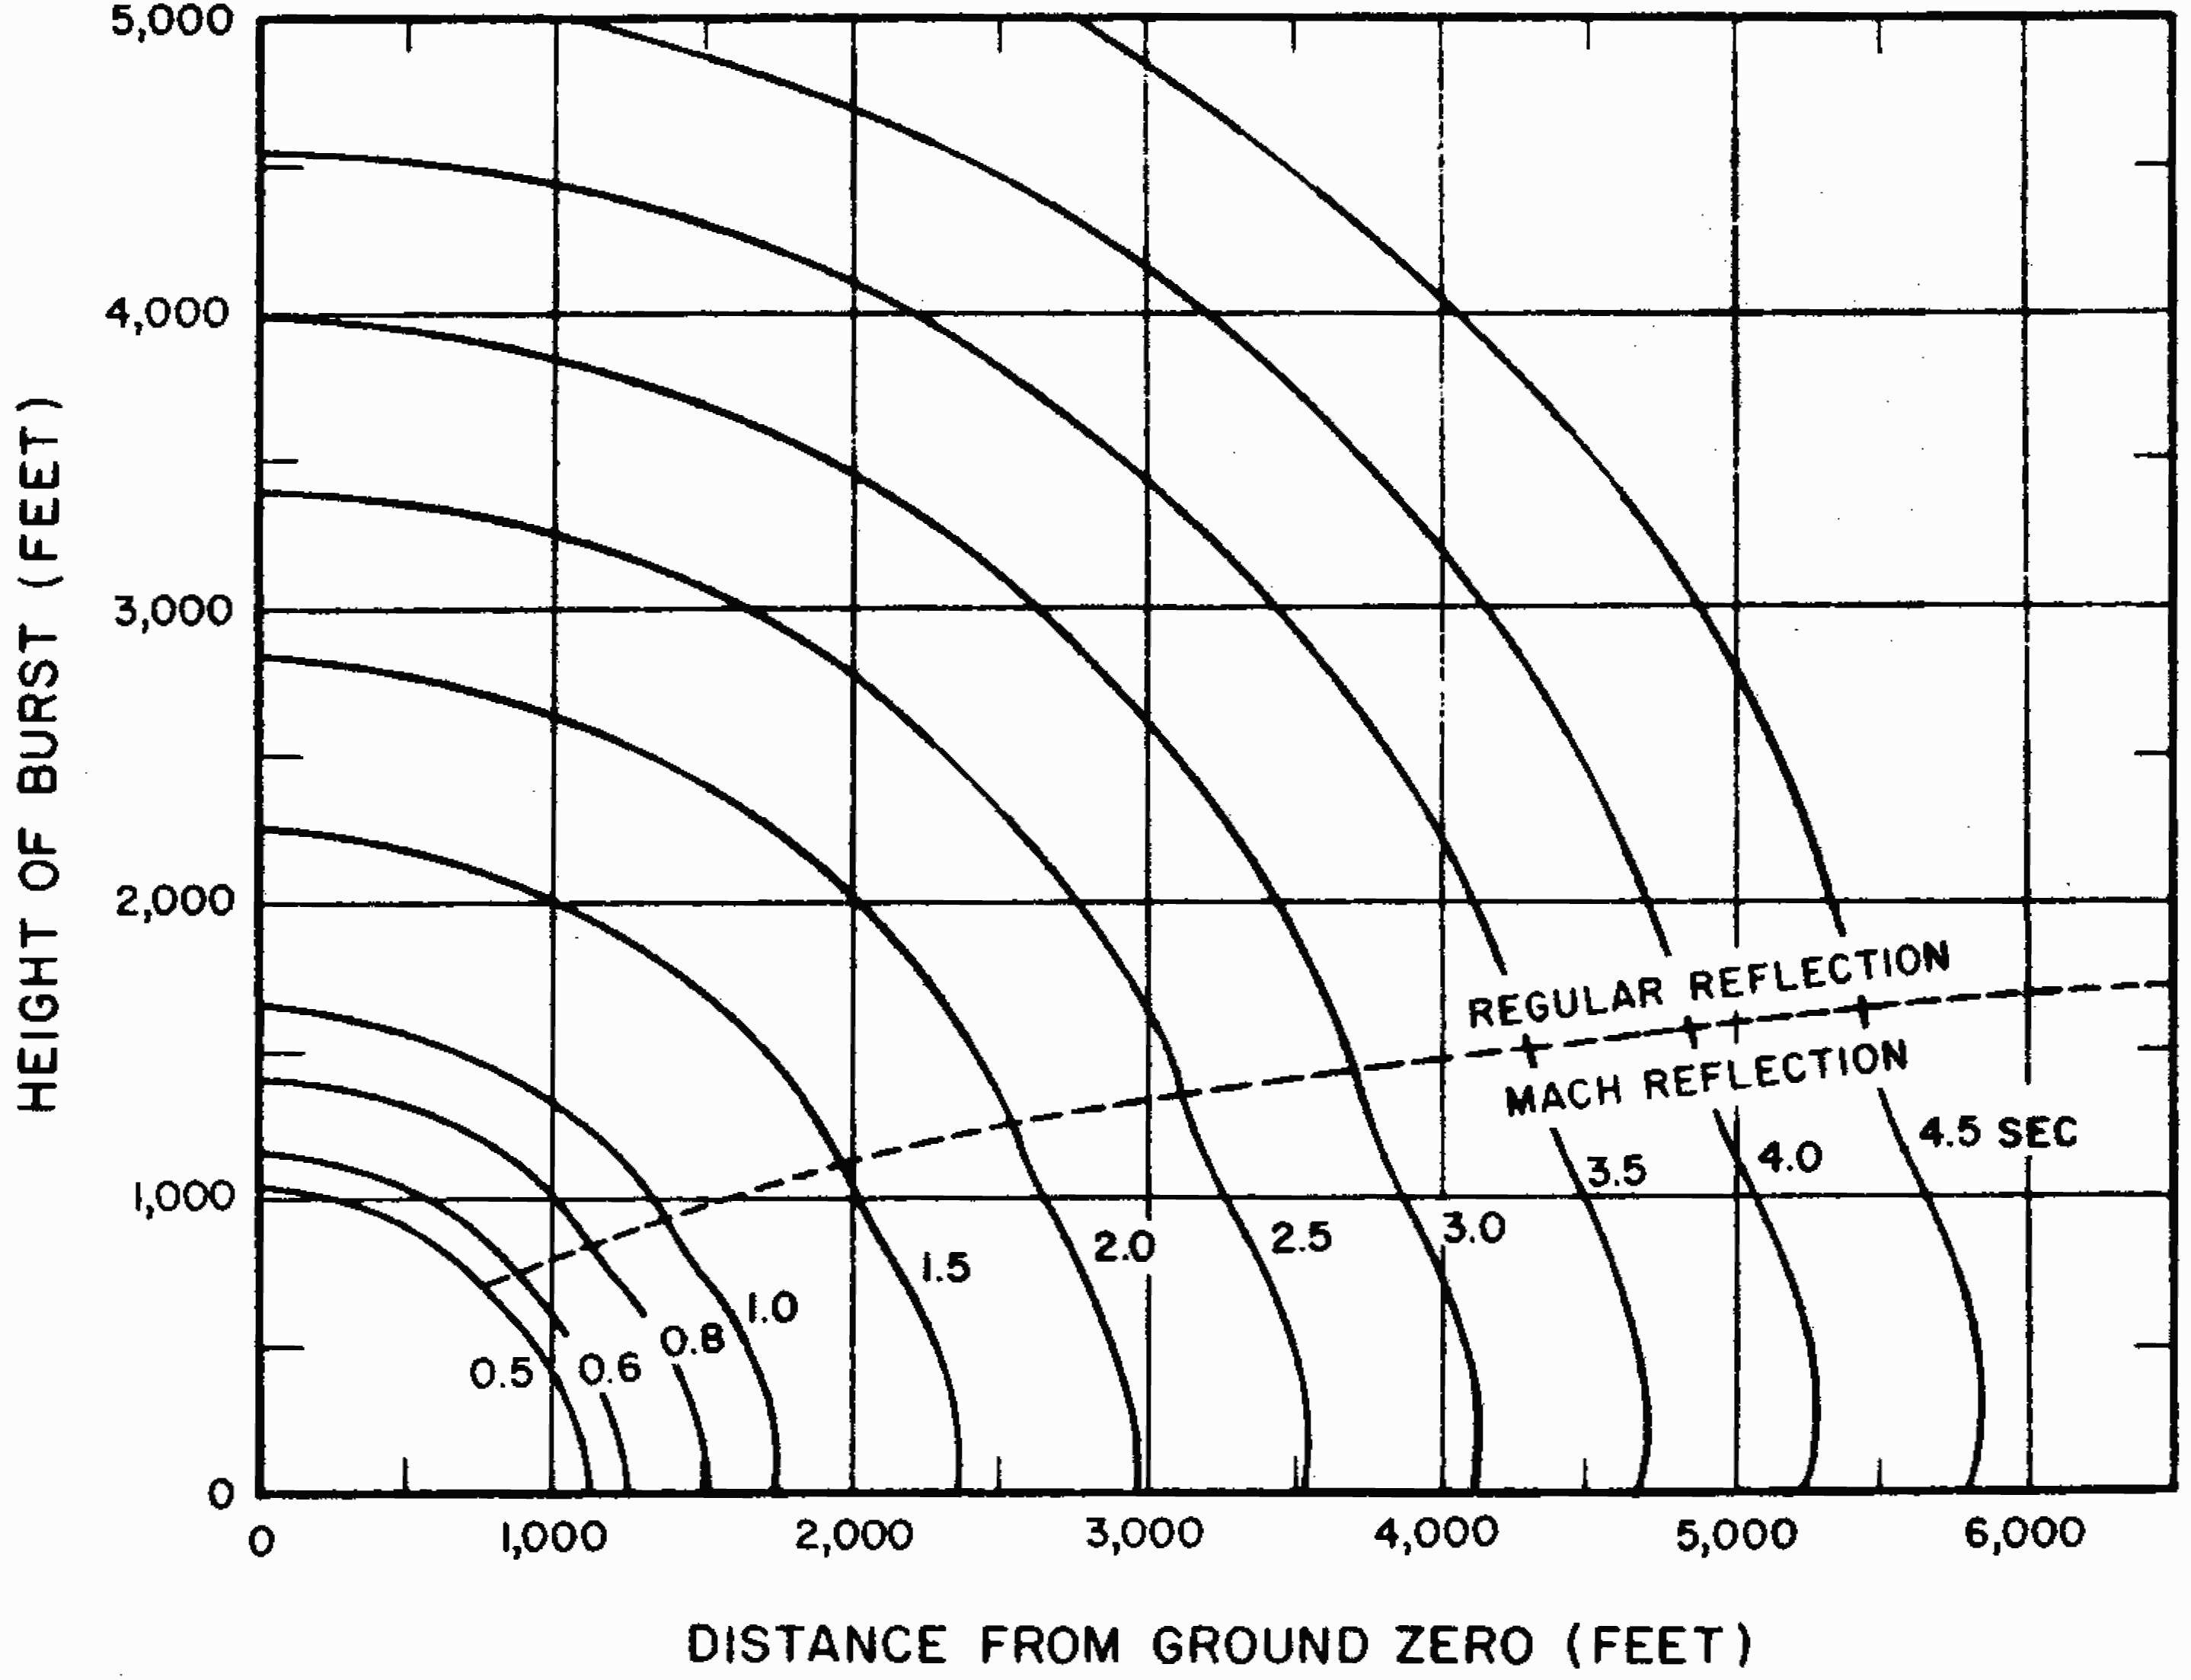 5,000
4,000
3,000
2,000
1,000
0
HEIGHT OF BURST (FEET)
REGULAR REFLECTION
MACH REFLECTION
4.5 SEC
4.0
3.5
3.0
2.5
2.0
1.5
1.0
0.8
0.6
0.5
0 1,000 2,000 3,000 4,000 5,000 6,000
DISTANCE FROM GROUND ZERO (FEET)